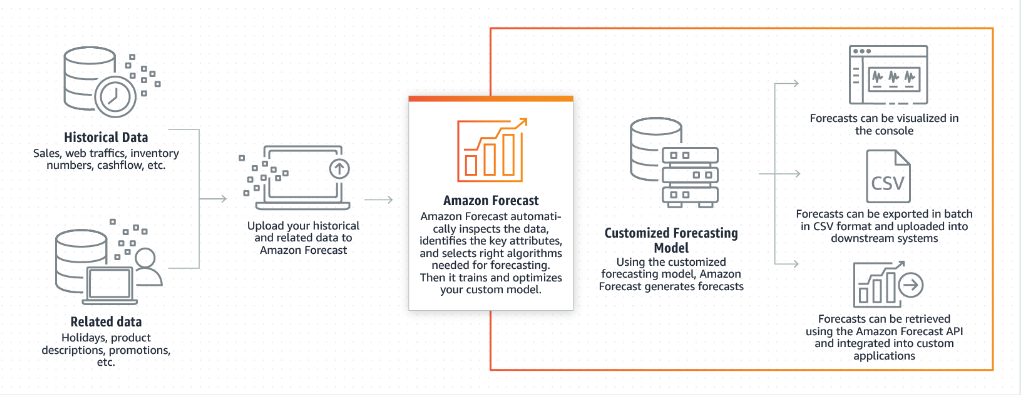 Historical Data
Sales, web traffics, inventory
numbers, cashflow, etc.
Related data
Holidays, product
descriptions, promotions,
etc.
Upload your historical
and related data to
Amazon Forecast
Amazon Forecast
Amazon Forecast automati-
cally inspects the data,
identifies the key attributes,
and selects right algorithms
needed for forecasting.
Then it trains and optimizes
your custom model.
Customized Forecasting
Model
Using the customized
forecasting model, Amazon
Forecast generates forecasts
Forecasts can be visualized in
the console
CSV
Forecasts can be exported in batch
in CSV format and uploaded into
downstream systems
Forecasts can be retrieved
using the Amazon Forecast API
and integrated into custom
applications